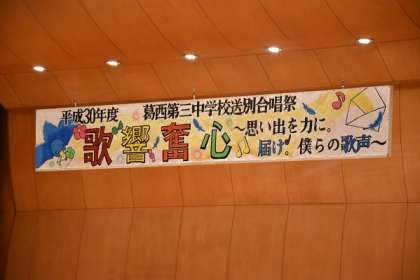 平成30年度 葛西第三中学校送別合唱祭
歌響奮心 ～思い出を力に。
届け。僕らの歌声～